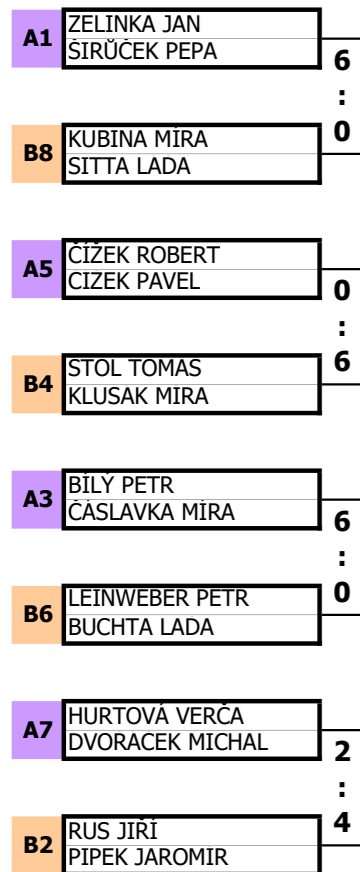 A1
ZELINKA JAN
ŠIRŮČEK PEPA
6
:
0
B8
KUBINA MÍRA
SITTA LADA
A5
ČÍŽEK ROBERT
CIZEK PAVEL
0
:
6
B4
STOL TOMAS
KLUSAK MIRA
A3
BÍLÝ PETR
ČÁSLAVKA MÍRA
6
:
0
B6
LEINWEBER PETR
BUCHTA LADA
A7
HURTOVÁ VERČA
DVORACEK MICHAL
2
:
4
B2
RUS JIŘÍ
PIPEK JAROMIR